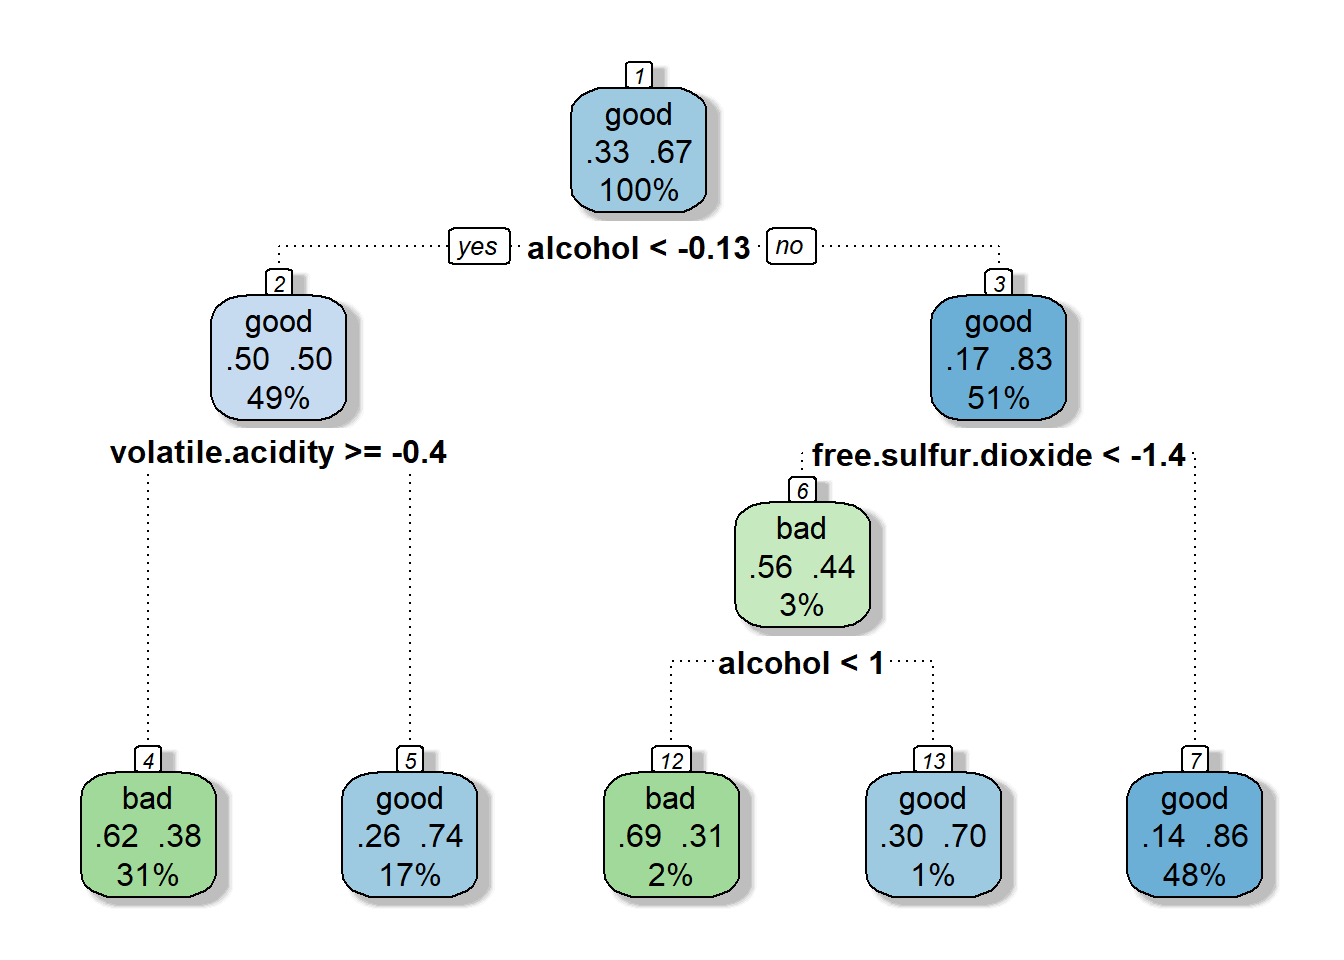 1
good
.33 .67
100%
yes alcohol < -0.13 no
2
good
.50 .50
49%
3
good
.17 .83
51%
volatile.acidity >= -0.4
free.sulfur.dioxide < -1.4
6
bad
.56 .44
3%
alcohol < 1
4
bad
.62 .38
31%
5
good
.26 .74
17%
12
bad
.69 .31
2%
13
good
.30 .70
1%
7
good
.14 .86
48%